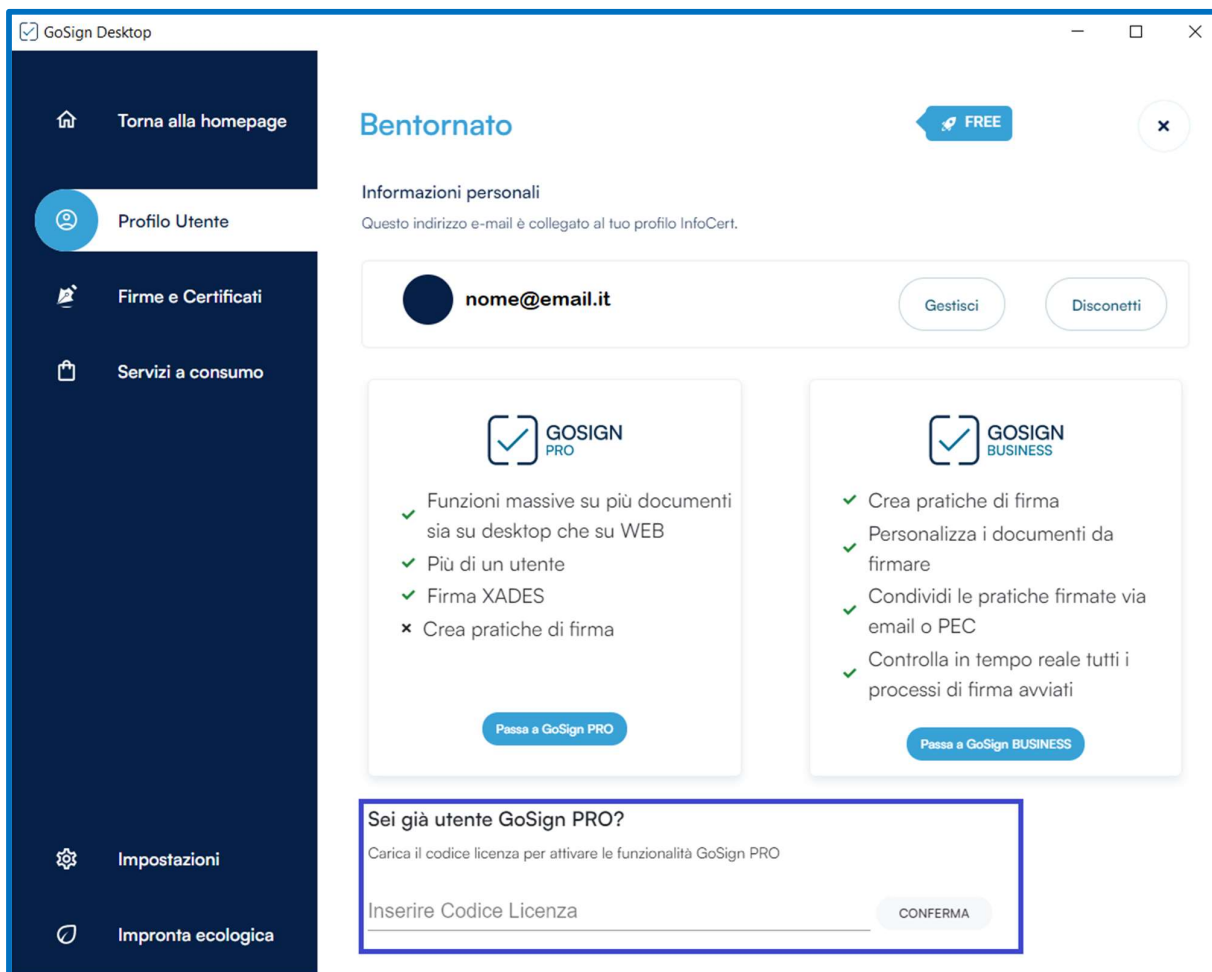 GoSign Desktop
Torna alla homepage
Profilo Utente
Firme e Certificati
Servizi a consumo
Impostazioni
Impronta ecologica
Bentornato
FREE
Informazioni personali
Questo indirizzo e-mail è collegato al tuo profilo InfoCert.
nome@email.it
Gestisci
Disconetti
GOSIGN
PRO
Funzioni massive su più documenti
sia su desktop che su WEB
Più di un utente
Firma XADES
Crea pratiche di firma
Passa a GoSign PRO
GOSIGN
BUSINESS
Crea pratiche di firma
Personalizza i documenti da
firmare
Condividi le pratiche firmate via
email o PEC
Controlla in tempo reale tutti i
processi di firma avviati
Passa a GoSign BUSINESS
Sei già utente GoSign PRO?
Carica il codice licenza per attivare le funzionalità GoSign PRO
Inserire Codice Licenza
CONFERMA